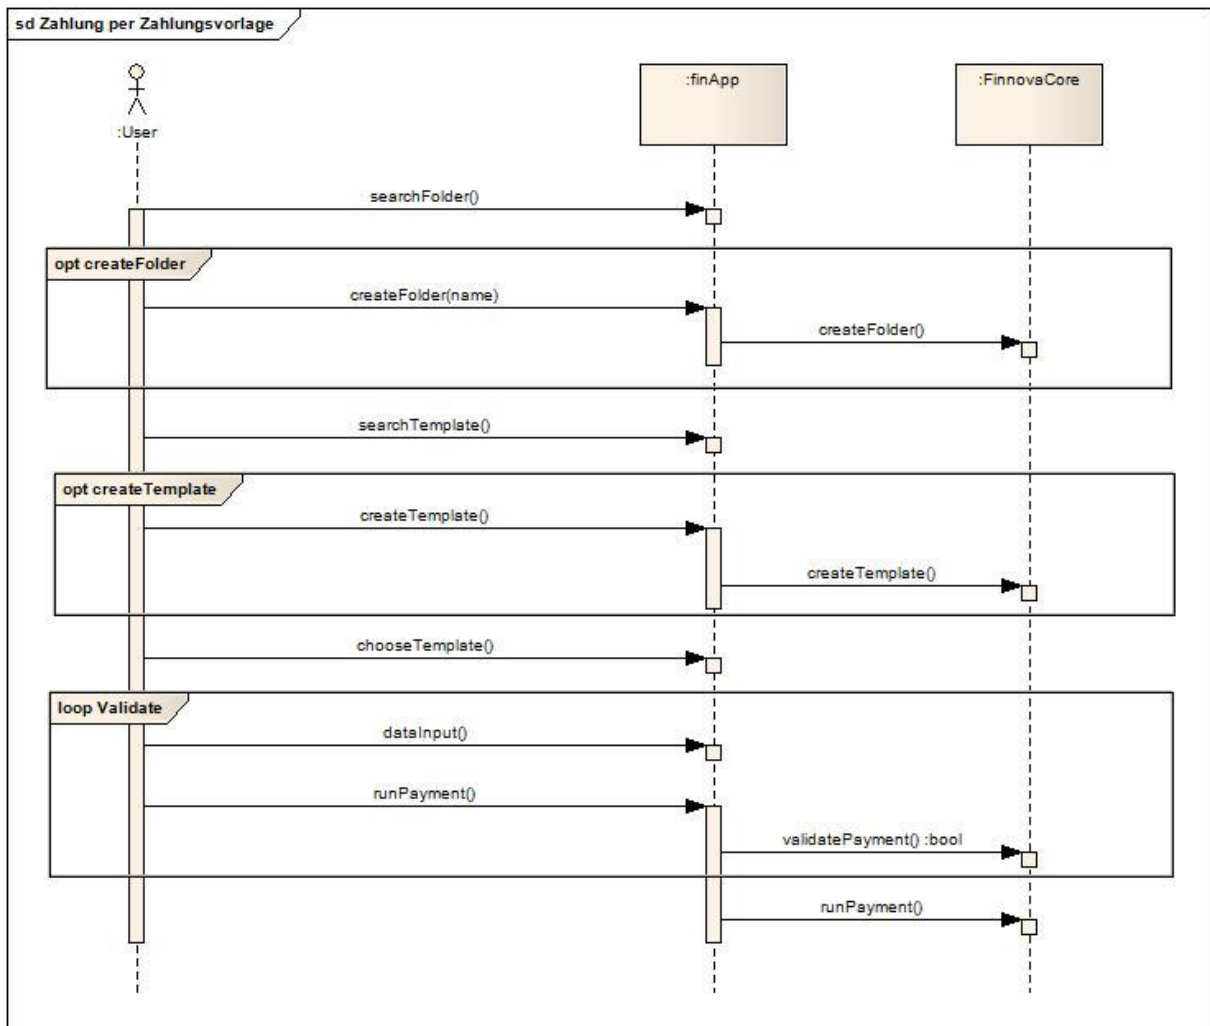 sd Zahlung per Zahlungsvorlage
:User
:finApp
:FinnovaCore
searchFolder()
opt createFolder
createFolder(name)
createFolder()
searchTemplate()
opt createTemplate
createTemplate()
createTemplate()
chooseTemplate()
loop Validate
dataInput()
runPayment()
validatePayment() :bool
runPayment()